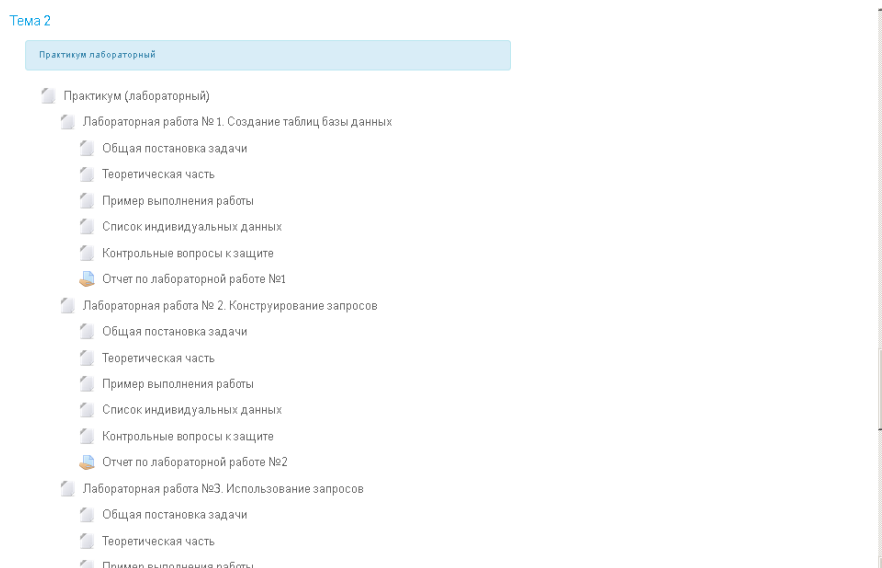 Тема 2
Практикум лабораторный
Практикум (лабораторный)
Лабораторная работа № 1. Создание таблиц базы данных
Общая постановка задачи
Теоретическая часть
Пример выполнения работы
Список индивидуальных данных
Контрольные вопросы к защите
Отчет по лабораторной работе №1
Лабораторная работа № 2. Конструирование запросов
Общая постановка задачи
Теоретическая часть
Пример выполнения работы
Список индивидуальных данных
Контрольные вопросы к защите
Отчет по лабораторной работе №2
Лабораторная работа №3. Использование запросов
Общая постановка задачи
Теоретическая часть
Пример выполнения работы